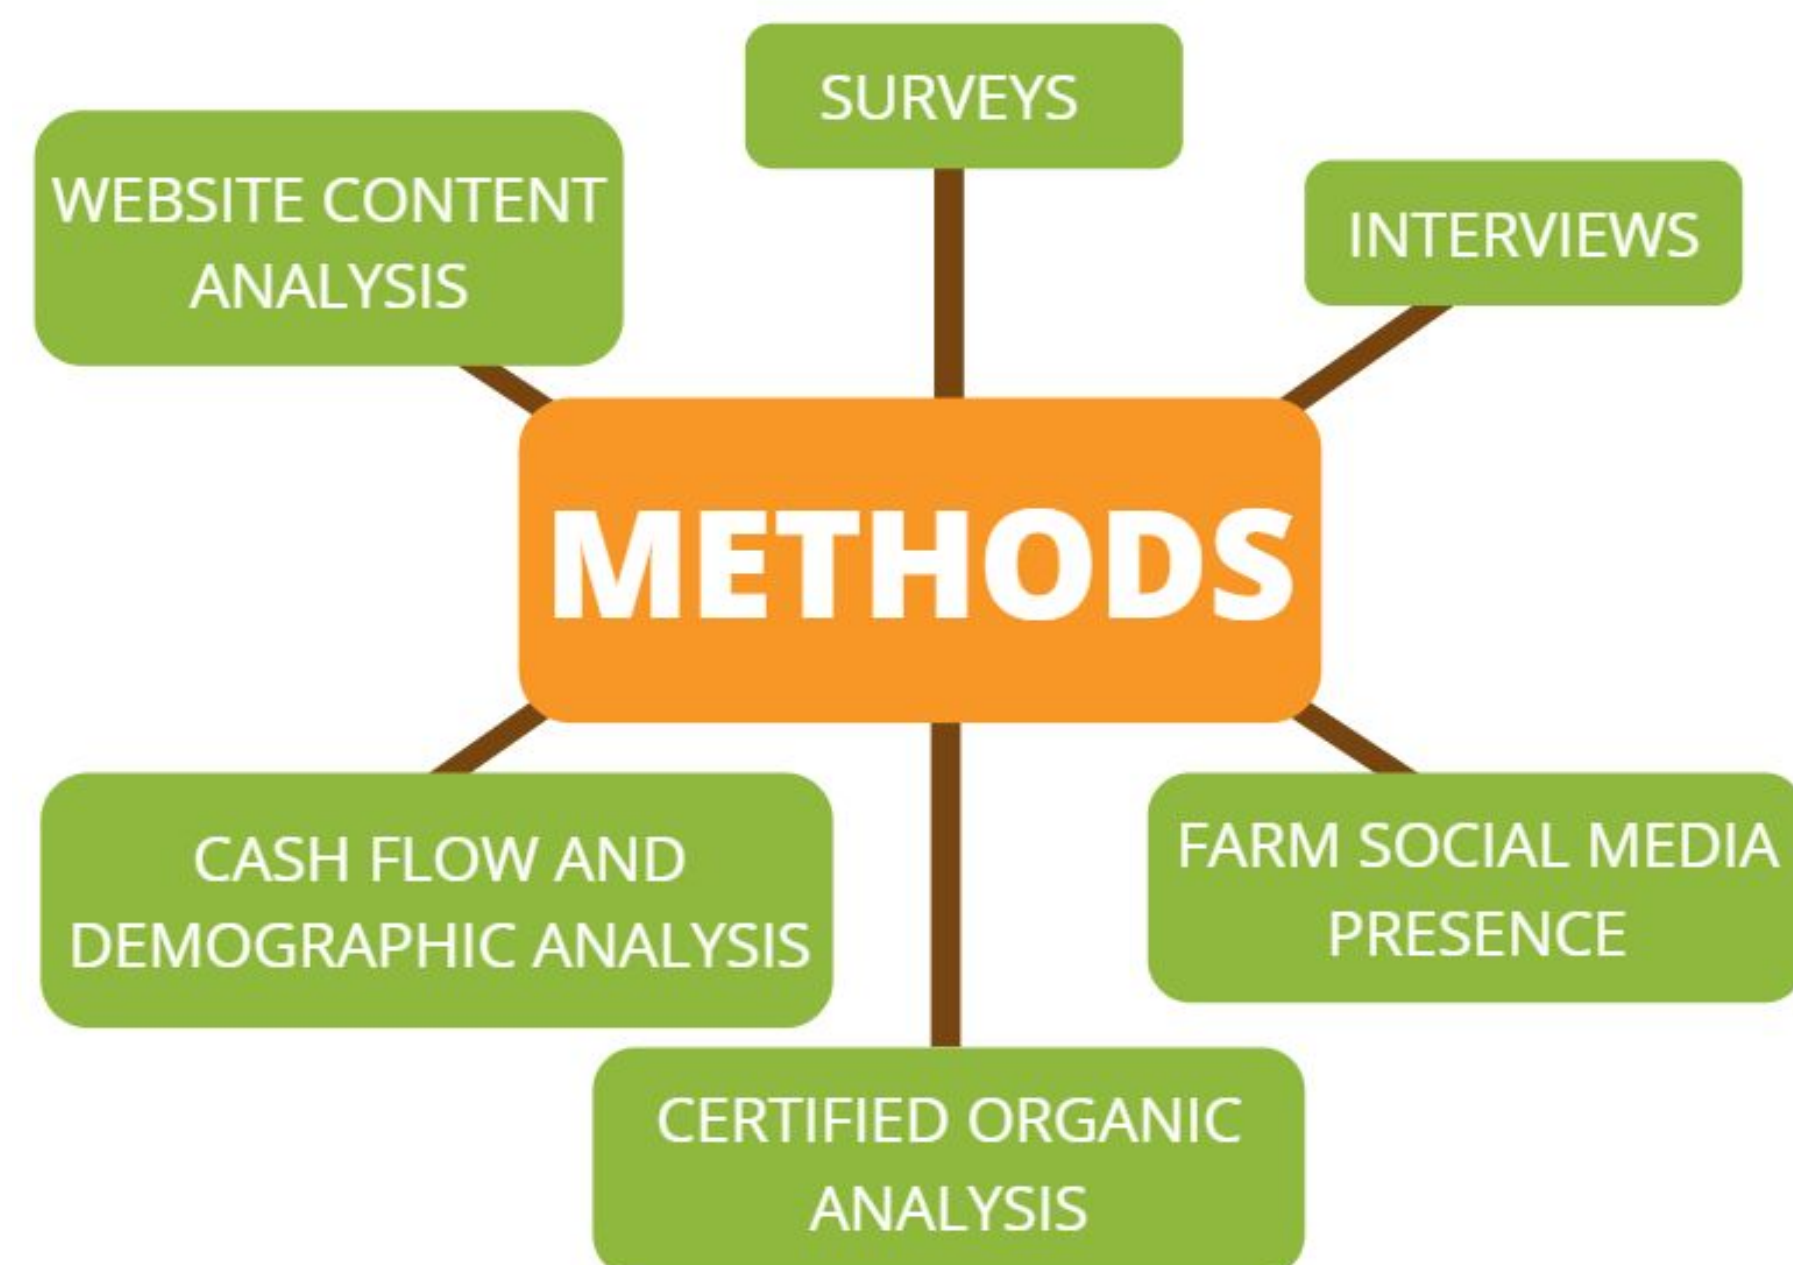 SURVEYS
WEBSITE CONTENT
ANALYSIS
INTERVIEWS
METHODS
CASH FLOW AND
DEMOGRAPHIC ANALYSIS
FARM SOCIAL MEDIA
PRESENCE
CERTIFIED ORGANIC
ANALYSIS